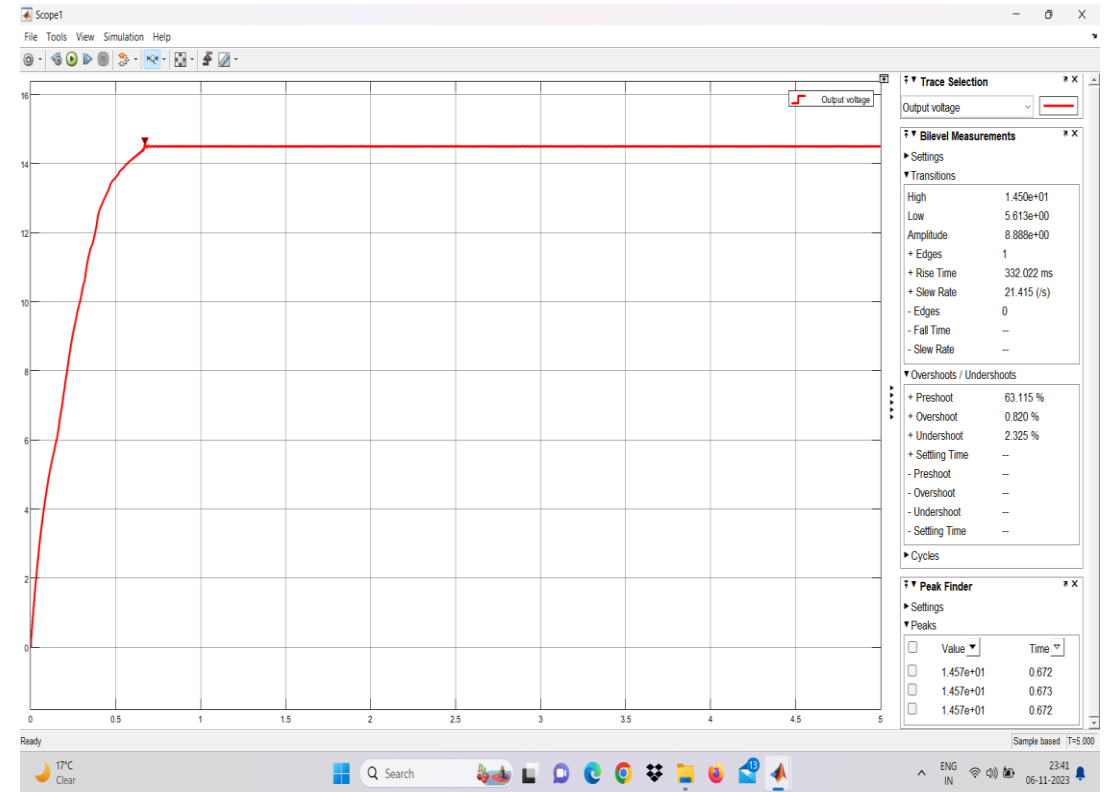 Scope1
File Tools View Simulation Help
Output voltage
16
14
12
10
8
6
4
2
0
0 0.5 1 1.5 2 2.5 3 3.5 4 4.5 5
Trace Selection
Output voltage
Bilevel Measurements
Settings
Transitions
High 1.450e+01
Low 5.613e+00
Amplitude 8.888e+00
+ Edges 1
+ Rise Time 332.022 ms
+ Slew Rate 21.415 (/s)
- Edges 0
- Fall Time --
- Slew Rate --
Overshoots / Undershoots
+ Preshoot 63.115 %
+ Overshoot 0.820 %
+ Undershoot 2.325 %
+ Settling Time --
- Preshoot --
- Overshoot --
- Undershoot --
- Settling Time --
Cycles
Peak Finder
Settings
Peaks
Value Time
1.457e+01 0.672
1.457e+01 0.673
1.457e+01 0.672
Ready Sample based T=5.000
17°C
Clear
Search
13
ENG
IN
23:41
06-11-2023